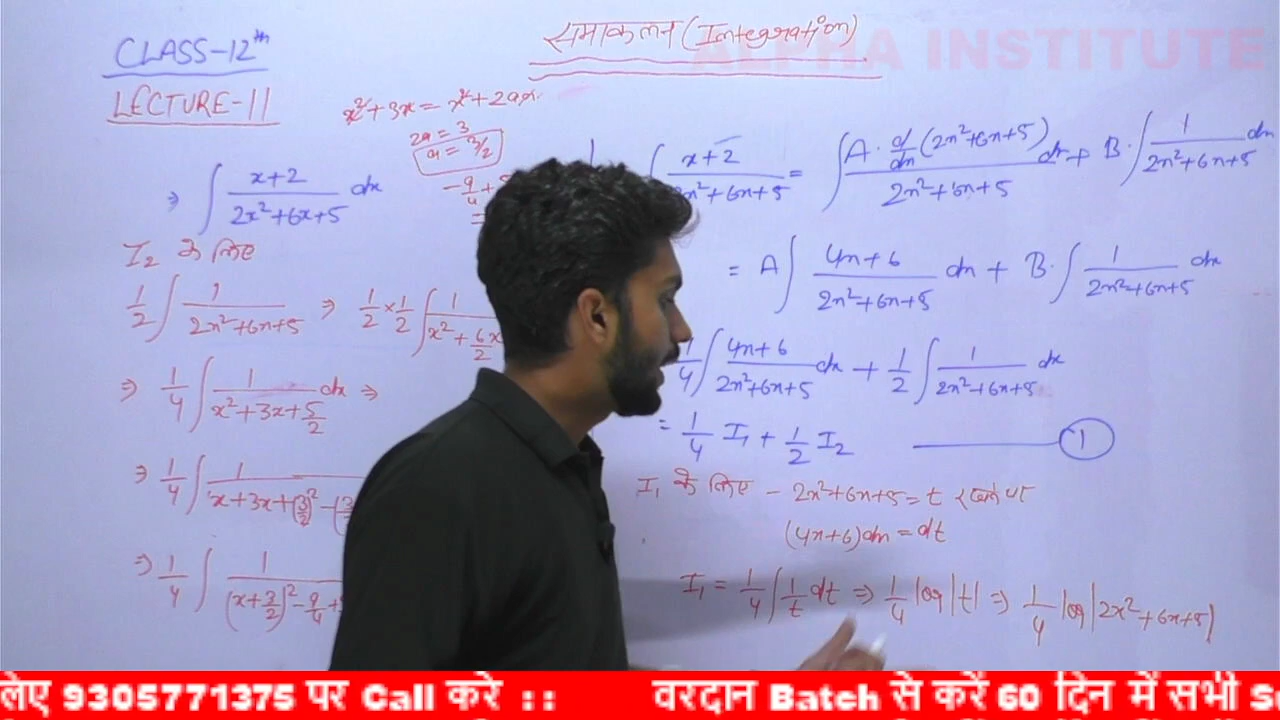 CLASS-12th
समाकलन (Integration)
ALPHA INSTITUTE
LECTURE-11
x²+3x = x²+2ax
2a = 3
a = 3/2
-9/4 + 5
=
⇒ ∫ (x+2)/(2x²+6x+5) dx
I₂ के लिए
1/2 ∫ 1/(2x²+6x+5) ⇒ 1/2 × 1/2 ∫ 1/(x² + 6x/2
⇒ 1/4 ∫ 1/(x²+3x+5/2) dx ⇒
⇒ 1/4 ∫ 1/(x+3x+(3/2)² - (3/2
⇒ 1/4 ∫ 1/((x+3/2)² - 9/4 +
∫ (x+2)/(2x²+6x+5) = ∫ (A · d/dx (2x²+6x+5))/(2x²+6x+5) dx + B · ∫ 1/(2x²+6x+5) dx
= A ∫ (4x+6)/(2x²+6x+5) dx + B · ∫ 1/(2x²+6x+5) dx
1/4 ∫ (4x+6)/(2x²+6x+5) dx + 1/2 ∫ 1/(2x²+6x+5) dx
= 1/4 I₁ + 1/2 I₂ ——— 1
I₁ के लिए - 2x²+6x+5 = t रखने पर
(4x+6)dx = dt
I₁ = 1/4 ∫ 1/t dt ⇒ 1/4 log |t| ⇒ 1/4 log |2x²+6x+5|
लेए 9305771375 पर Call करे : : वरदान Batch से करें 60 दिन में सभी S